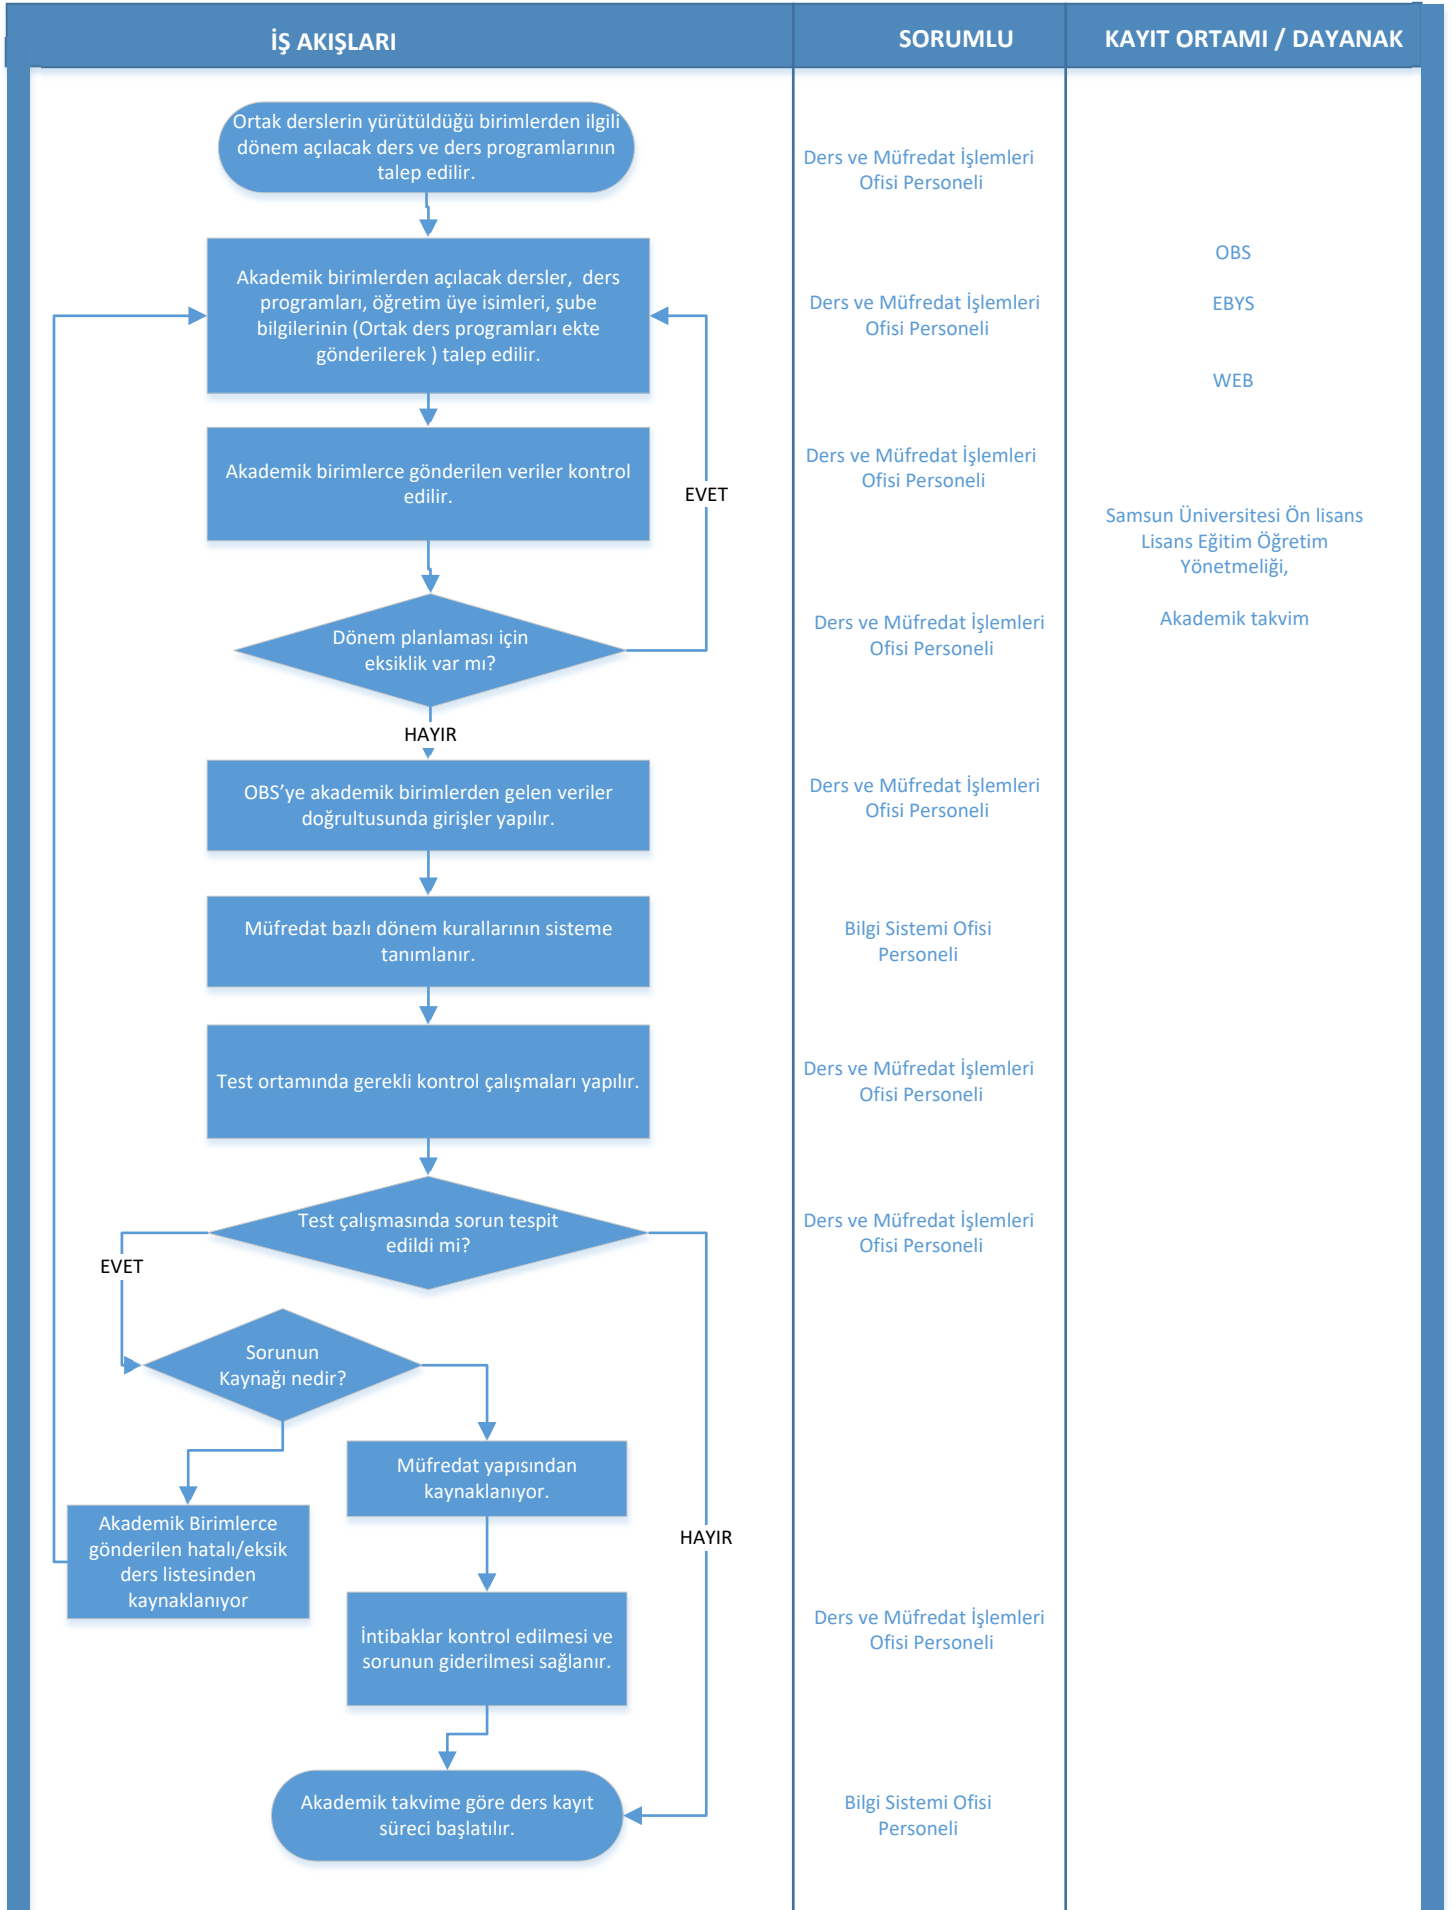 İŞ AKIŞLARI
SORUMLU
KAYIT ORTAMI / DAYANAK
Ortak derslerin yürütüldüğü birimlerden ilgili
dönem açılacak ders ve ders programlarının
talep edilir.
Ders ve Müfredat İşlemleri
Ofisi Personeli
Akademik birimlerden açılacak dersler, ders
programları, öğretim üye isimleri, şube
bilgilerinin (Ortak ders programları ekte
gönderilerek ) talep edilir.
Ders ve Müfredat İşlemleri
Ofisi Personeli
OBS
EBYS
WEB
Akademik birimlerce gönderilen veriler kontrol
edilir.
Ders ve Müfredat İşlemleri
Ofisi Personeli
EVET
Samsun Üniversitesi Ön lisans
Lisans Eğitim Öğretim
Yönetmeliği,
Akademik takvim
Dönem planlaması için
eksiklik var mı?
Ders ve Müfredat İşlemleri
Ofisi Personeli
HAYIR
OBS’ye akademik birimlerden gelen veriler
doğrultusunda girişler yapılır.
Ders ve Müfredat İşlemleri
Ofisi Personeli
Müfredat bazlı dönem kurallarının sisteme
tanımlanır.
Bilgi Sistemi Ofisi
Personeli
Test ortamında gerekli kontrol çalışmaları yapılır.
Ders ve Müfredat İşlemleri
Ofisi Personeli
Test çalışmasında sorun tespit
edildi mi?
Ders ve Müfredat İşlemleri
Ofisi Personeli
EVET
Sorunun
Kaynağı nedir?
Müfredat yapısından
kaynaklanıyor.
Akademik Birimlerce
gönderilen hatalı/eksik
ders listesinden
kaynaklanıyor
HAYIR
İntibaklar kontrol edilmesi ve
sorunun giderilmesi sağlanır.
Ders ve Müfredat İşlemleri
Ofisi Personeli
Akademik takvime göre ders kayıt
süreci başlatılır.
Bilgi Sistemi Ofisi
Personeli